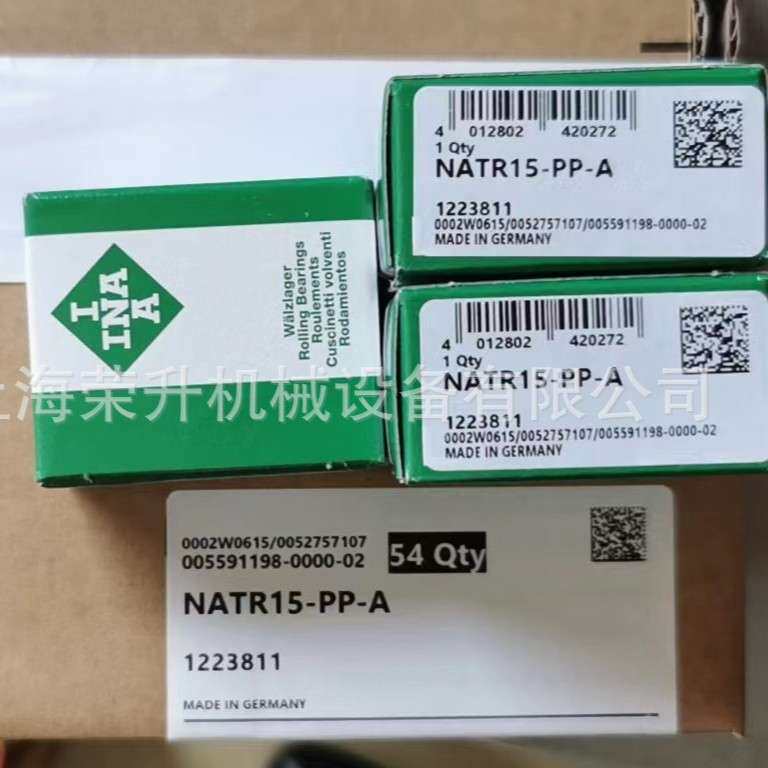 4 012802 420272
1 Qty
NATR15-PP-A
1223811
0002W0615/0052757107/005591198-0000-02
MADE IN GERMANY
I
INA
A
Wälzlager
Rolling Bearings
Roulements
Cuscinetti volventi
Rodamientos
4 012802 420272
1 Qty
NATR15-PP-A
1223811
0002W0615/0052757107/005591198-0000-02
MADE IN GERMANY
上海荣升机械设备有限公司
0002W0615/0052757107
005591198-0000-02
54 Qty
NATR15-PP-A
1223811
MADE IN GERMANY